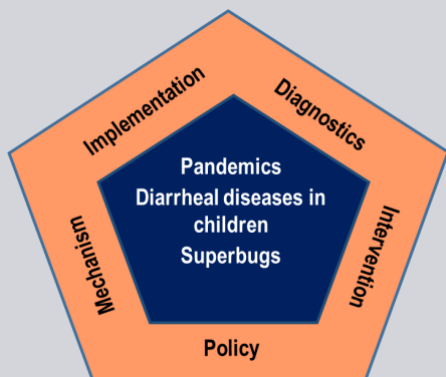 Implementation
Diagnostics
Pandemics
Diarrheal diseases in
children
Superbugs
Mechanism
Intervention
Policy